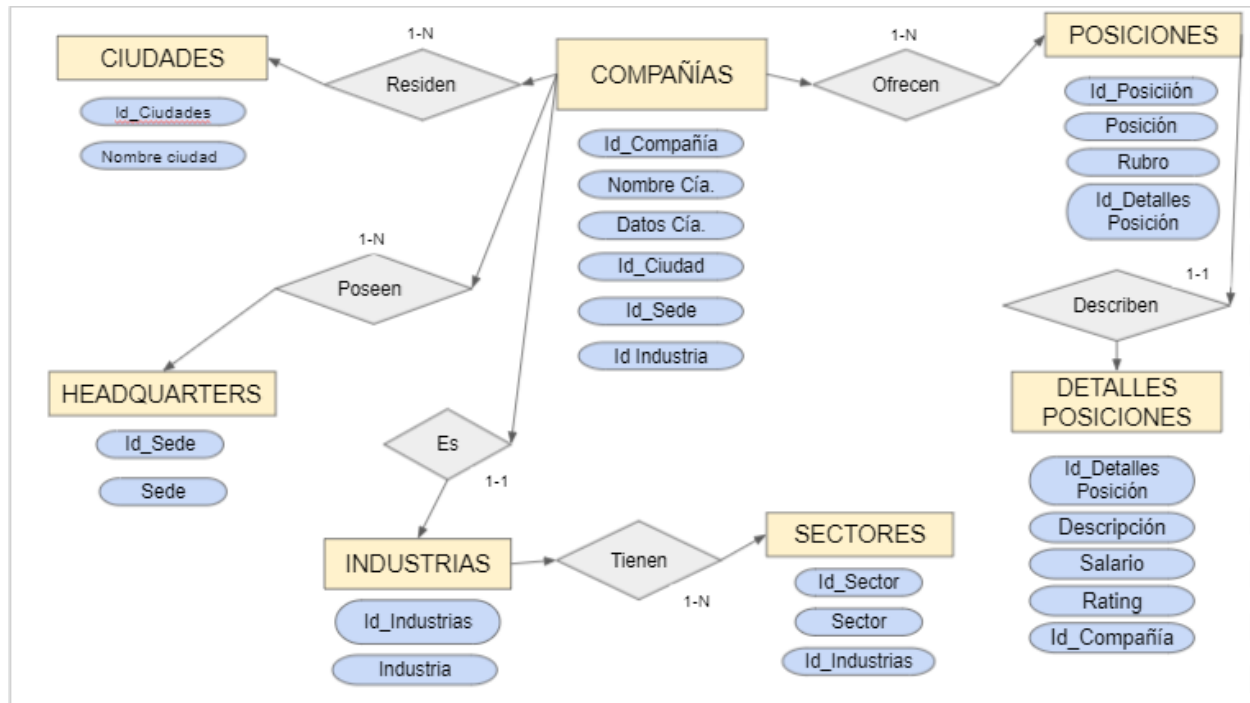 CIUDADES
Id_Ciudades
Nombre ciudad
1-N
Residen
COMPAÑÍAS
Id_Compañía
Nombre Cía.
Datos Cía.
Id_Ciudad
Id_Sede
Id Industria
1-N
Ofrecen
POSICIONES
Id_Posiciión
Posición
Rubro
Id_Detalles
Posición
1-N
Poseen
1-1
Describen
HEADQUARTERS
Id_Sede
Sede
Es
1-1
DETALLES
POSICIONES
Id_Detalles
Posición
Descripción
Salario
Rating
Id_Compañía
INDUSTRIAS
Id_Industrias
Industria
Tienen
1-N
SECTORES
Id_Sector
Sector
Id_Industrias